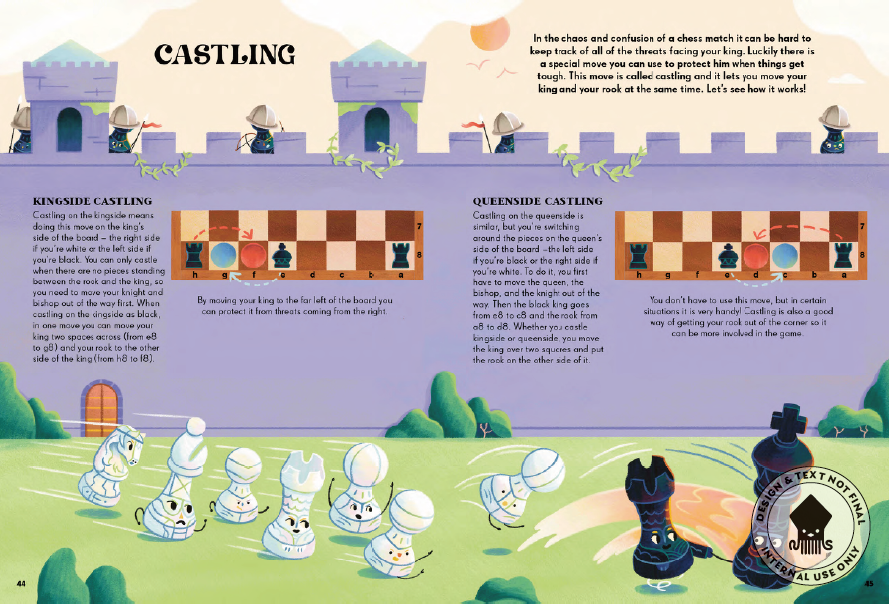 CASTLING
In the chaos and confusion of a chess match it can be hard to
keep track of all of the threats facing your king. Luckily there is
a special move you can use to protect him when things get
tough. This move is called castling and it lets you move your
king and your rook at the same time. Let's see how it works!
KINGSIDE CASTLING
Castling on the kingside means
doing this move on the king's
side of the board – the right side
if you're white or the left side if
you're black. You can only castle
when there are no pieces standing
between the rook and the king, so
you need to move your knight and
bishop out of the way first. When
castling on the kingside as black,
in one move you can move your
king two spaces across (from e8
to g8) and your rook to the other
side of the king (from h8 to f8).
7
8
h g f e d c b a
By moving your king to the far left of the board you
can protect it from threats coming from the right.
QUEENSIDE CASTLING
Castling on the queenside is
similar, but you're switching
around the pieces on the queen's
side of the board –the left side
if you're black or the right side if
you're white. To do it, you first
have to move the queen, the
bishop, and the knight out of the
way. Then the black king goes
from e8 to c8 and the rook from
a8 to d8. Whether you castle
kingside or queenside, you move
the king over two squares and put
the rook on the other side of it.
7
8
h g f e d c b a
You don't have to use this move, but in certain
situations it is very handy! Castling is also a good
way of getting your rook out of the corner so it
can be more involved in the game.
DESIGN & TEXT NOT FINAL
INTERNAL USE ONLY
44
45